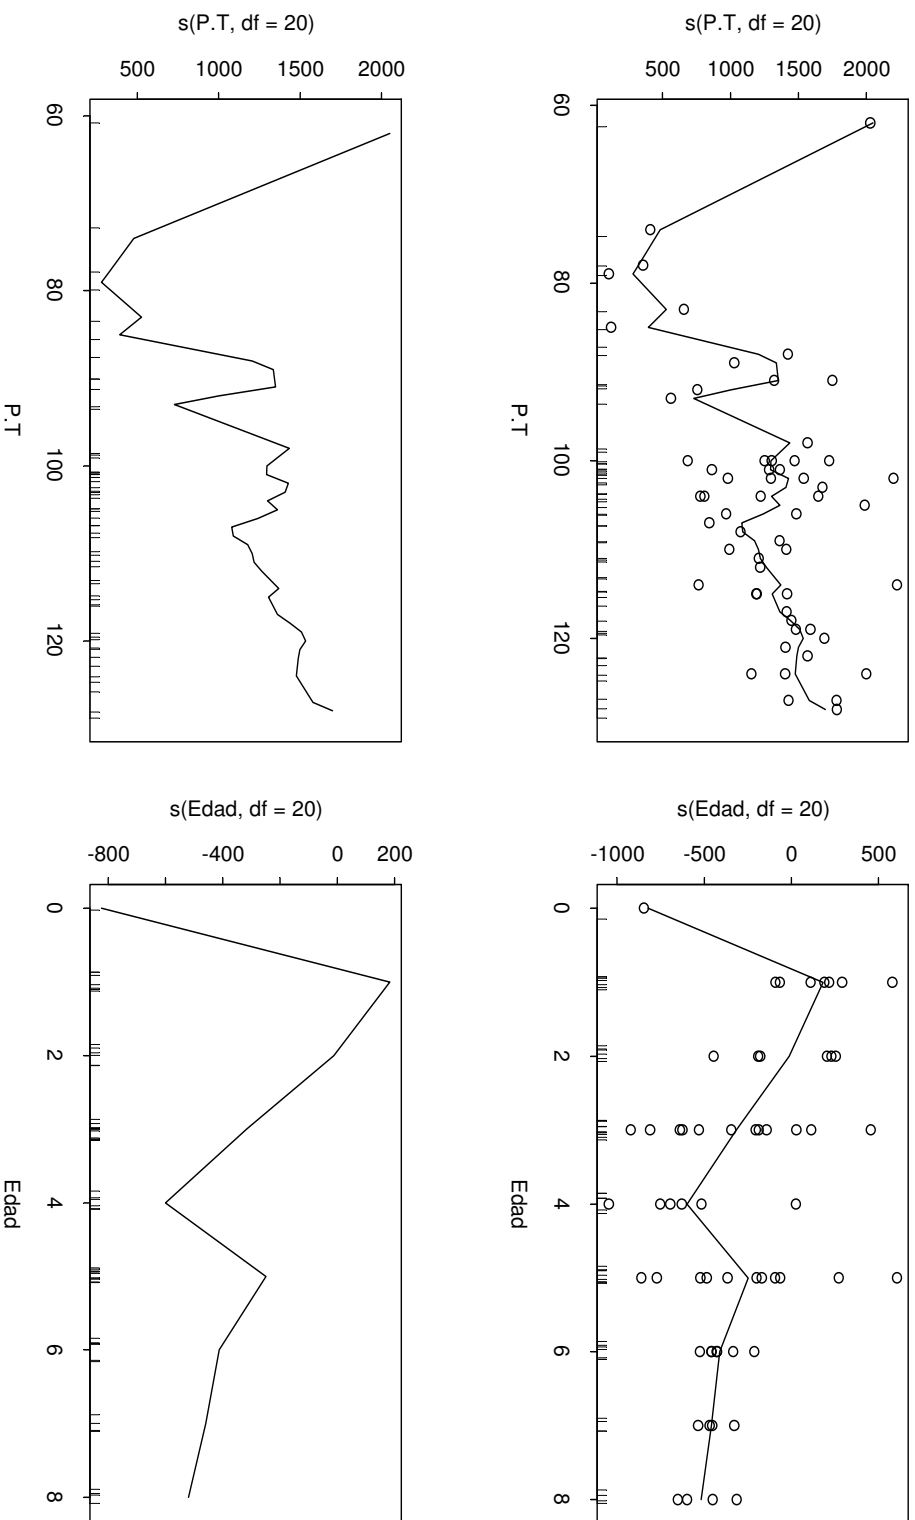 s(P.T, df = 20)
500 1000 1500 2000
60 80 100 120
P.T
s(P.T, df = 20)
500 1000 1500 2000
60 80 100 120
P.T
s(Edad, df = 20)
-800 -400 0 200
0 2 4 6 8
Edad
s(Edad, df = 20)
-1000 -500 0 500
0 2 4 6 8
Edad